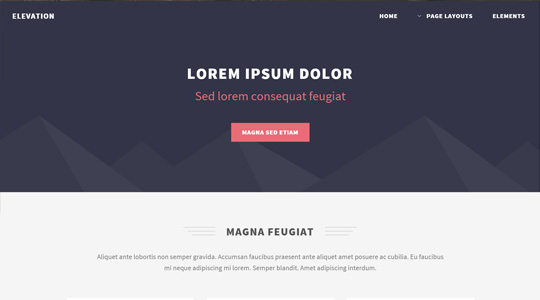 ELEVATION
HOME
PAGE LAYOUTS
ELEMENTS
LOREM IPSUM DOLOR
Sed lorem consequat feugiat
MAGNA SED ETIAM
MAGNA FEUGIAT
Aliquet ante lobortis non semper gravida. Accumsan faucibus praesent ante aliquet amet posuere ac cubilia. Eu faucibus
mi neque adipiscing mi lorem. Semper blandit. Amet adipiscing interdum.